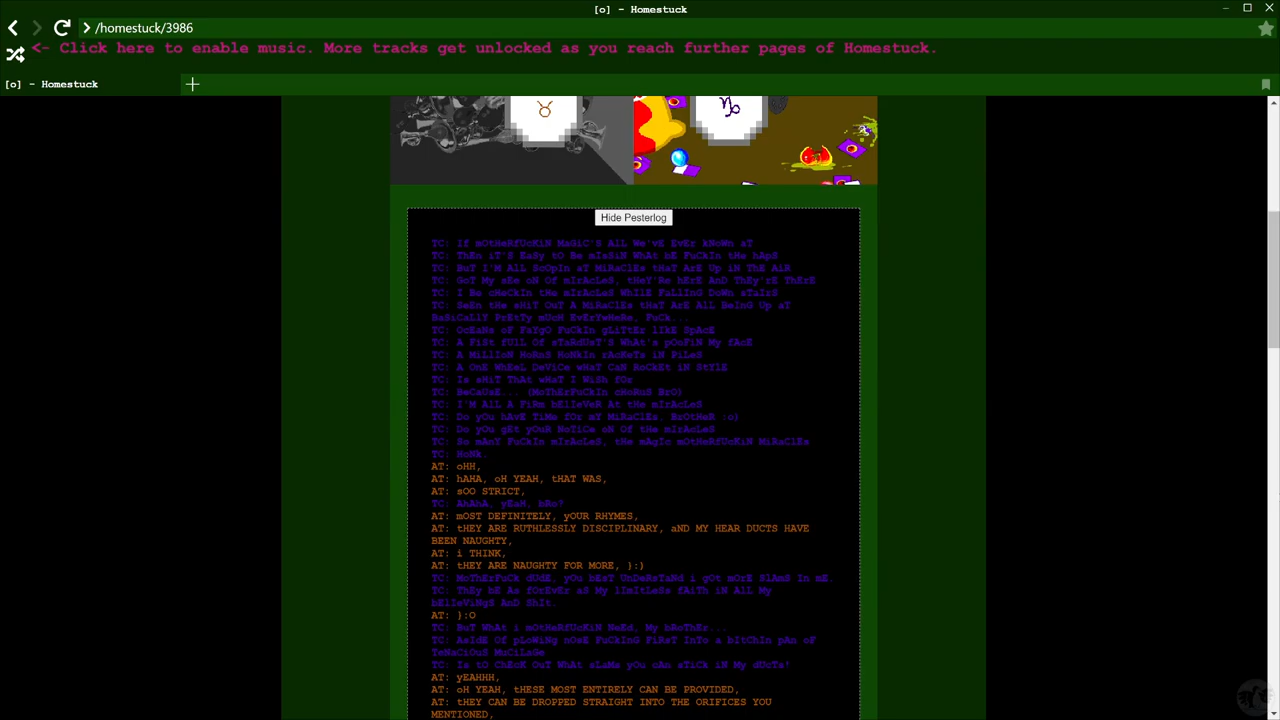 [o] - Homestuck
/homestuck/3986
<- Click here to enable music. More tracks get unlocked as you reach further pages of Homestuck.
[o] - Homestuck
Hide Pesterlog
TC: If mOtHeRfUcKiN MaGiC'S AlL We'vE EvEr kNoWn aT
TC: ThEn iT'S EaSy tO Be mIsSiN WhAt bE FuCkIn tHe hApS
TC: BuT I'M AlL ScOpIn aT MiRaClEs tHaT ArE Up iN ThE AiR
TC: GoT My sEe oN Of mIrAcLeS, tHeY'Re hErE AnD ThEy'rE ThErE
TC: I Be cHeCkIn tHe mIrAcLeS WhIlE FaLlInG DoWn sTaIrS
TC: SeEn tHe sHiT OuT A MiRaClEs tHaT ArE AlL BeInG Up aT
BaSiCaLlY PrEtTy mUcH EvErYwHeRe, FuCk....
TC: OcEaNs oF FaYgO FuCkIn gLiTtEr lIkE SpAcE
TC: A FiSt fUlL Of sTaRdUsT'S WhAt's pOoFiN My fAcE
TC: A MiLlIoN HoRnS HoNkIn rAcKeTs iN PiLeS
TC: A OnE WhEeL DeViCe wHaT CaN RoCkEt iN StYlE
TC: Is sHiT ThAt wHaT I WiSh fOr
TC: BeCaUsE... (MoThErFuCkIn cHoRuS BrO)
TC: I'M AlL A FiRm bElIeVeR At tHe mIrAcLeS
TC: Do yOu hAvE TiMe fOr mY MiRaClEs, BrOtHeR :o)
TC: Do yOu gEt yOuR NoTiCe oN Of tHe mIrAcLeS
TC: So mAnY FuCkIn mIrAcLeS, tHe mAgIc mOtHeRfUcKiN MiRaClEs
TC: HoNk.
AT: oHH,
AT: hAHA, oH YEAH, tHAT WAS,
AT: sOO STRICT,
TC: AhAhA, yEaH, bRo?
AT: mOST DEFINITELY, yOUR RHYMES,
AT: tHEY ARE RUTHLESSLY DISCIPLINARY, aND MY HEAR DUCTS HAVE
BEEN NAUGHTY,
AT: i THINK,
AT: tHEY ARE NAUGHTY FOR MORE, }:)
TC: MoThErFuCk dUdE, yOu bEsT UnDeRsTaNd i gOt mOrE SlAmS In mE.
TC: ThEy bE As fOrEvEr aS My lImItLeSs fAiTh iN AlL My
bElIeViNgS AnD ShIt.
AT: }:O
TC: BuT WhAt i mOtHeRfUcKiN NeEd, My bRoThEr...
TC: AsIdE Of pLoWiNg nOsE FuCkInG FiRsT InTo a bItChIn pAn oF
TeNaCiOuS MuCiLaGe
TC: Is tO ChEcK OuT WhAt sLaMs yOu cAn sTiCk iN My dUcTs!
AT: yEAHHH,
AT: oH YEAH, tHESE MOST ENTIRELY CAN BE PROVIDED,
AT: tHEY CAN BE DROPPED STRAIGHT INTO THE ORIFICES YOU
MENTIONED,